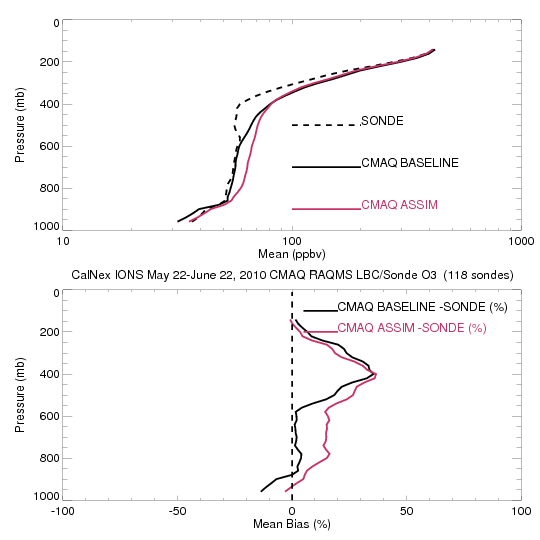 0
200
400
600
800
1000
Pressure (mb)
SONDE
CMAQ BASELINE
CMAQ ASSIM
10
100
1000
Mean (ppbv)
CalNex IONS May 22-June 22, 2010 CMAQ RAQMS LBC/Sonde O3 (118 sondes)
0
200
400
600
800
1000
Pressure (mb)
CMAQ BASELINE -SONDE (%)
CMAQ ASSIM -SONDE (%)
-100
-50
0
50
100
Mean Bias (%)